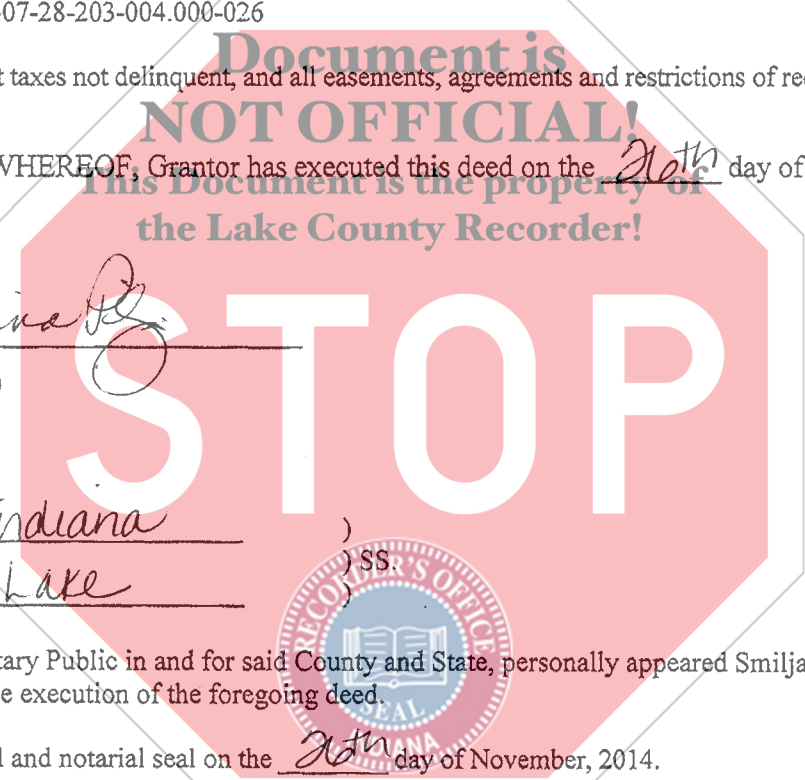 -07-28-203-004.000-026
Document is
t taxes not delinquent, and all easements, agreements and restrictions of re
NOT OFFICIAL!
WHEREOF, Grantor has executed this deed on the 26th day of
This Document is the property of
the Lake County Recorder!
STOP
ndiana )
) SS.
Lake )
RECORDER'S OFFICE
SEAL
INDIANA
tary Public in and for said County and State, personally appeared Smilja
e execution of the foregoing deed.
l and notarial seal on the 26th day of November, 2014.